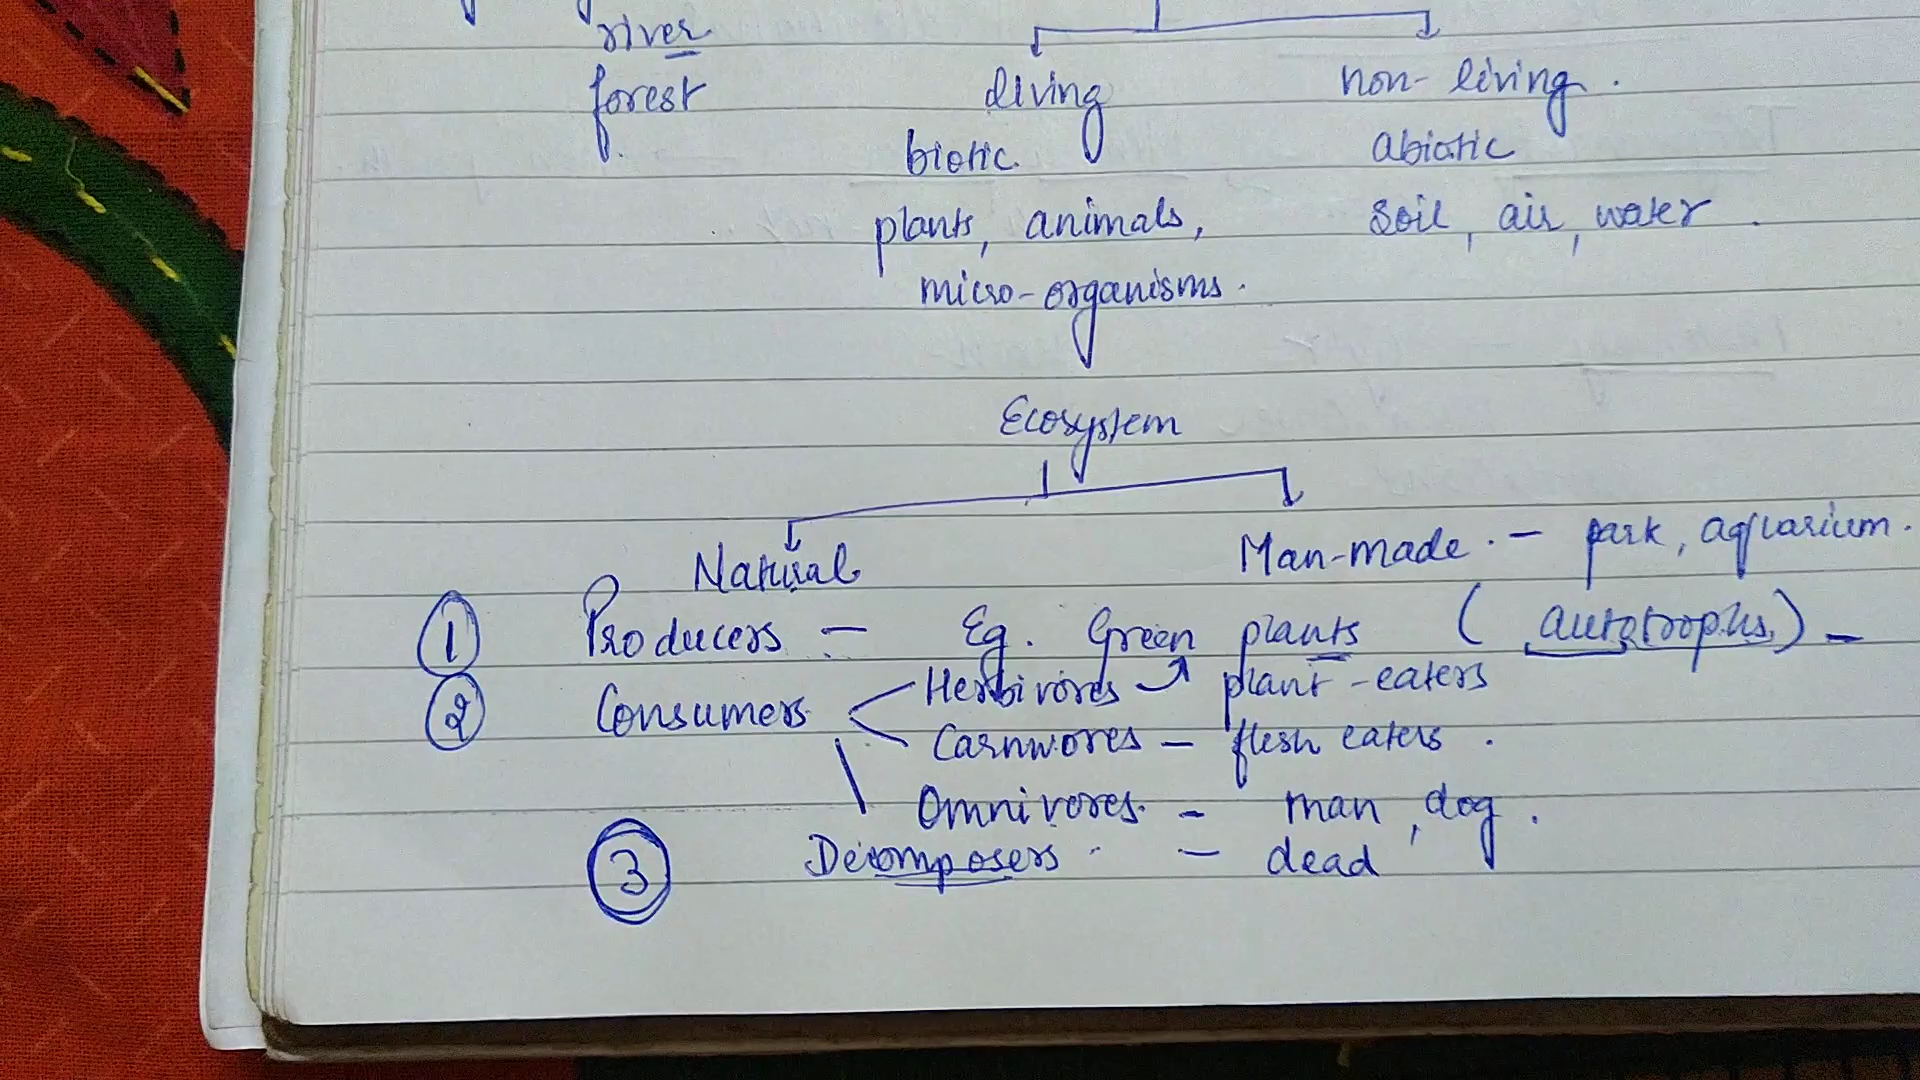 river
forest
living non-living.
biotic. abiotic
plants, animals, soil, air, water.
micro-organisms.
Ecosystem
Natural Man-made. - park, aquarium.
① Producers - Eg. Green plants (autotrophs) -
② Consumers Herbivores plant-eaters
Carnivores - flesh eaters.
Omnivores. - man, dog.
③ Decomposers - dead